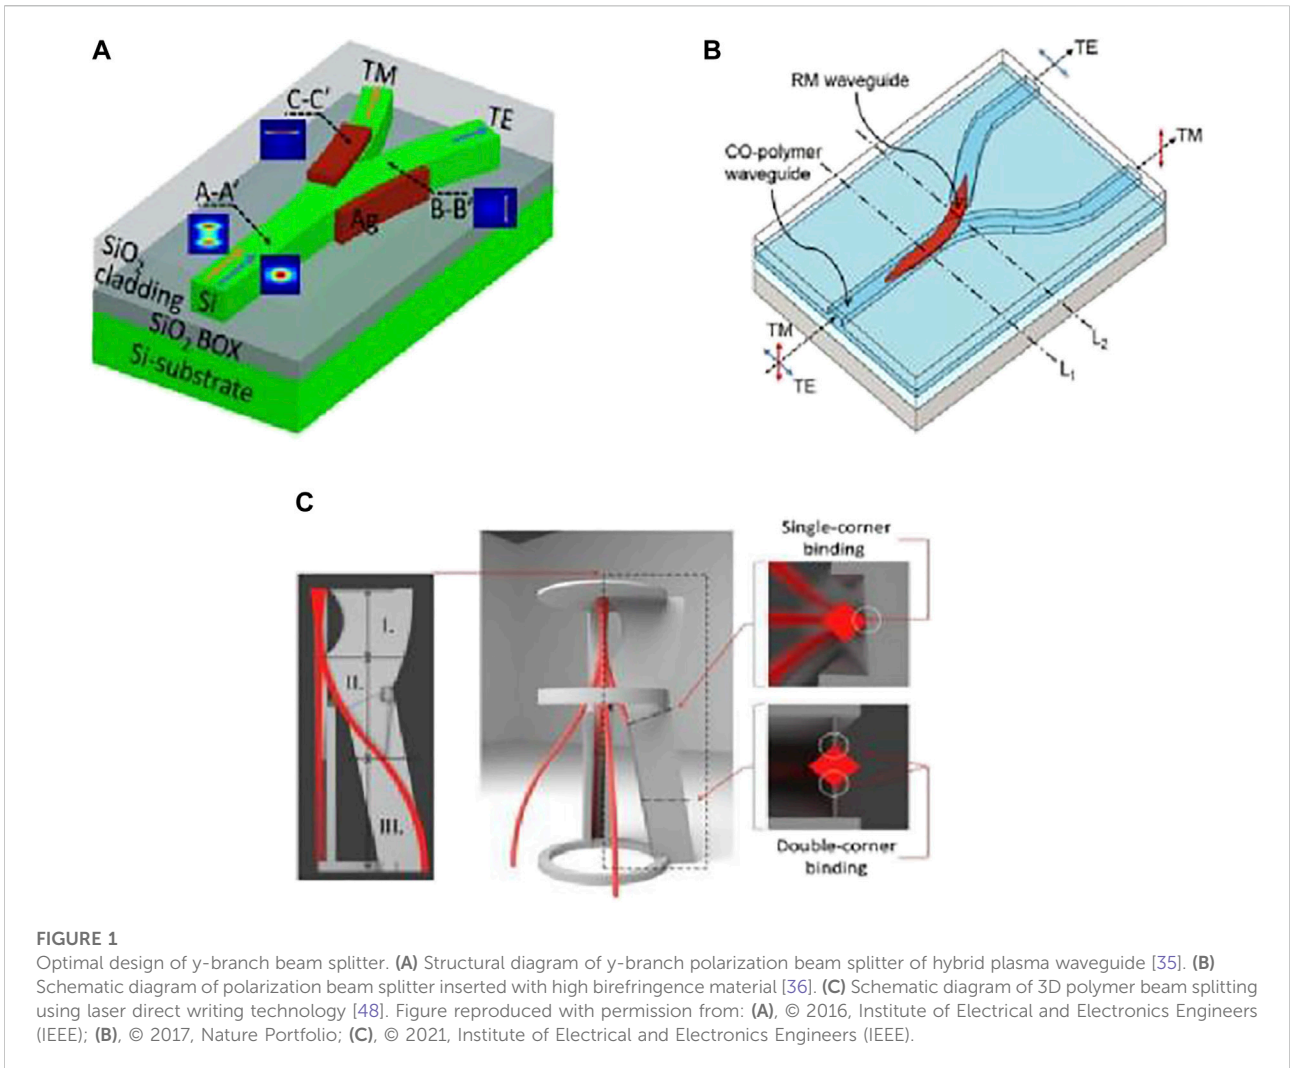 A
TM
C-C'
TE
A-A'
B-B'
Ag
SiO2
cladding
Si
SiO2 BOX
Si-substrate
B
TE
RM waveguide
TM
CO-polymer
waveguide
TM
TE
L2
L1
C
Single-corner
binding
I.
II.
III.
Double-corner
binding
FIGURE 1
Optimal design of y-branch beam splitter. (A) Structural diagram of y-branch polarization beam splitter of hybrid plasma waveguide [35]. (B)
Schematic diagram of polarization beam splitter inserted with high birefringence material [36]. (C) Schematic diagram of 3D polymer beam splitting
using laser direct writing technology [48]. Figure reproduced with permission from: (A), © 2016, Institute of Electrical and Electronics Engineers
(IEEE); (B), © 2017, Nature Portfolio; (C), © 2021, Institute of Electrical and Electronics Engineers (IEEE).